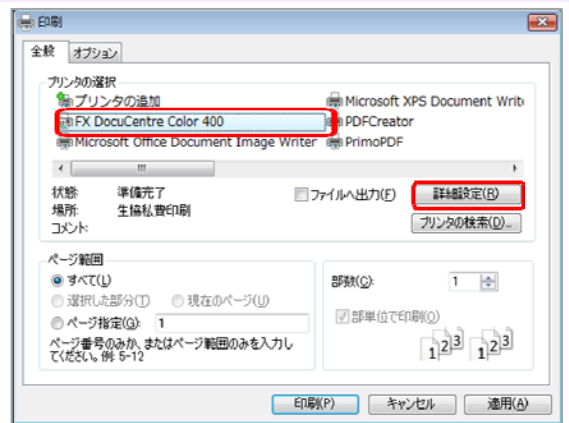 印刷
全般 オプション
プリンタの選択
プリンタの追加 Microsoft XPS Document Write
FX DocuCentre Color 400 PDFCreator
Microsoft Office Document Image Writer PrimoPDF
状態: 準備完了 ファイルへ出力(F) 詳細設定(R)
場所: 生協私費印刷
コメント: プリンタの検索(D)...
ページ範囲
すべて(L) 部数(C): 1
選択した部分(T) 現在のページ(U)
ページ指定(G): 1 部単位で印刷(O)
ページ番号のみか、またはページ範囲のみを入力し
てください。例: 5-12
1 2 3 1 2 3
印刷(P) キャンセル 適用(A)